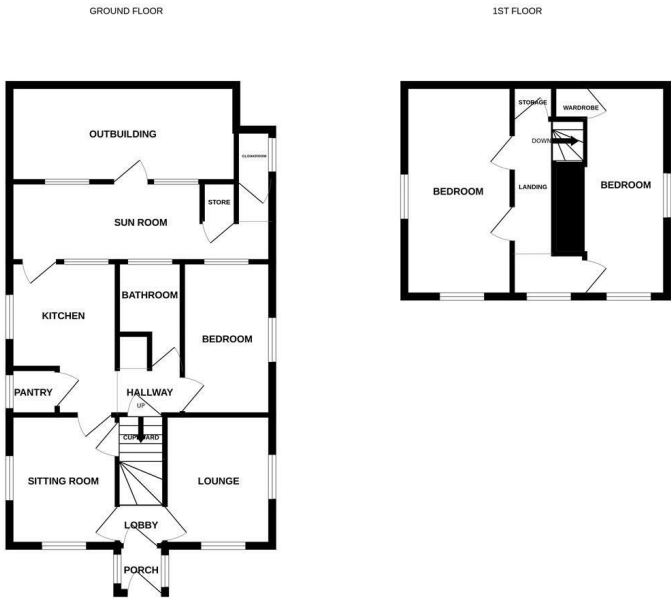 GROUND FLOOR
1ST FLOOR
OUTBUILDING
CLOAKROOM
STORE
SUN ROOM
KITCHEN
BATHROOM
BEDROOM
PANTRY
HALLWAY
UP
CUPBOARD
SITTING ROOM
LOUNGE
LOBBY
PORCH
STORAGE
WARDROBE
DOWN
BEDROOM
LANDING
BEDROOM